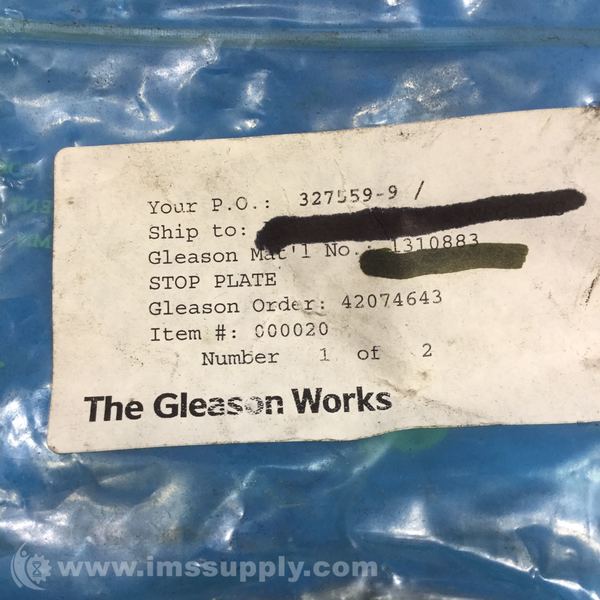 Your P.O.: 327559-9 /
Ship to:
Gleason Mat'l No.: 1310883
STOP PLATE
Gleason Order: 42074643
Item #: 000020
Number 1 of 2
The Gleason Works
www.imssupply.com